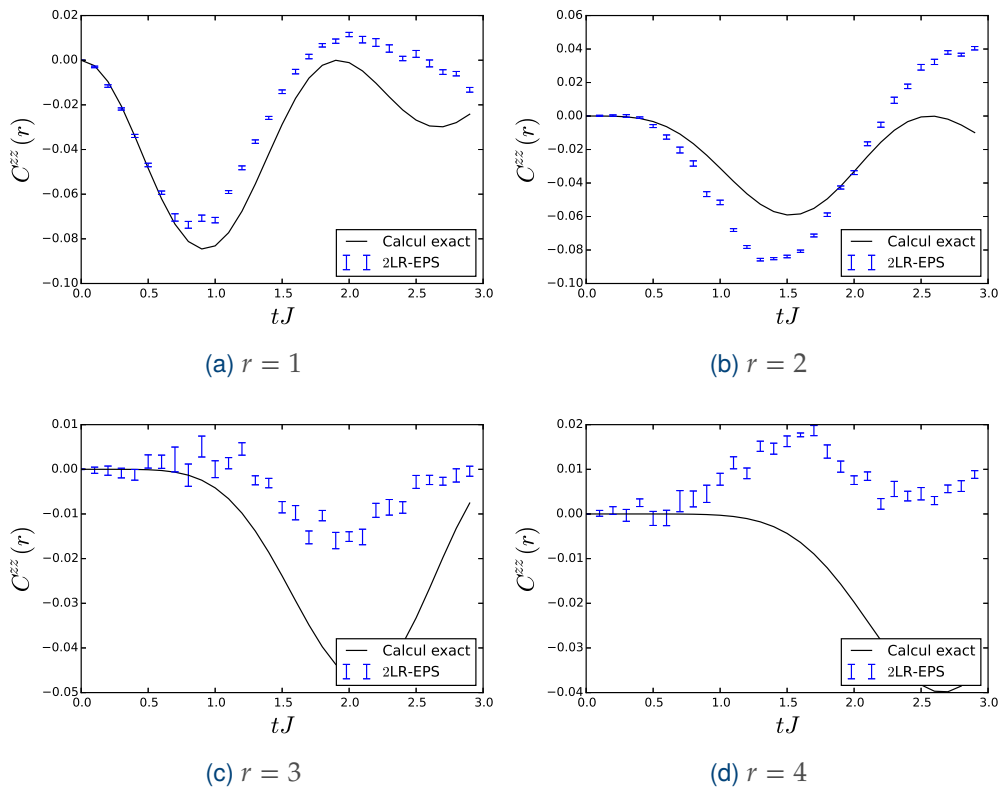 0.02
0.00
−0.02
−0.04
−0.06
−0.08
−0.10
C^{zz}(r)
0.0 0.5 1.0 1.5 2.0 2.5 3.0
tJ
Calcul exact
2LR-EPS
(a) r = 1
0.06
0.04
0.02
0.00
−0.02
−0.04
−0.06
−0.08
−0.10
C^{zz}(r)
0.0 0.5 1.0 1.5 2.0 2.5 3.0
tJ
Calcul exact
2LR-EPS
(b) r = 2
0.01
0.00
−0.01
−0.02
−0.03
−0.04
−0.05
C^{zz}(r)
0.0 0.5 1.0 1.5 2.0 2.5 3.0
tJ
Calcul exact
2LR-EPS
(c) r = 3
0.02
0.01
0.00
−0.01
−0.02
−0.03
−0.04
C^{zz}(r)
0.0 0.5 1.0 1.5 2.0 2.5 3.0
tJ
Calcul exact
2LR-EPS
(d) r = 4